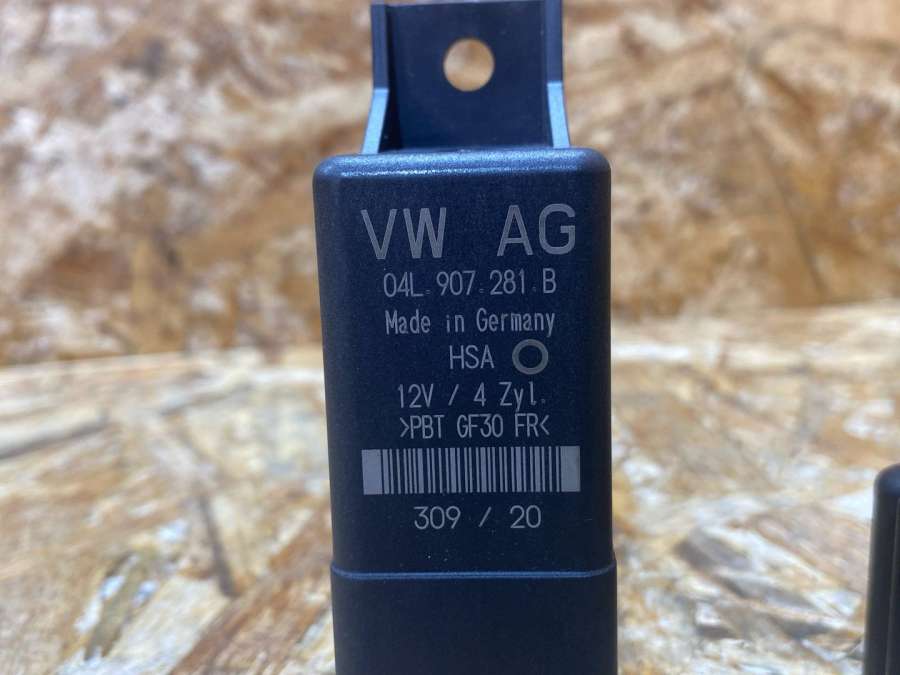 VW AG
04L.907.281.B
Made in Germany
HSA
12V / 4 Zyl.
>PBT GF30 FR<
309 / 20